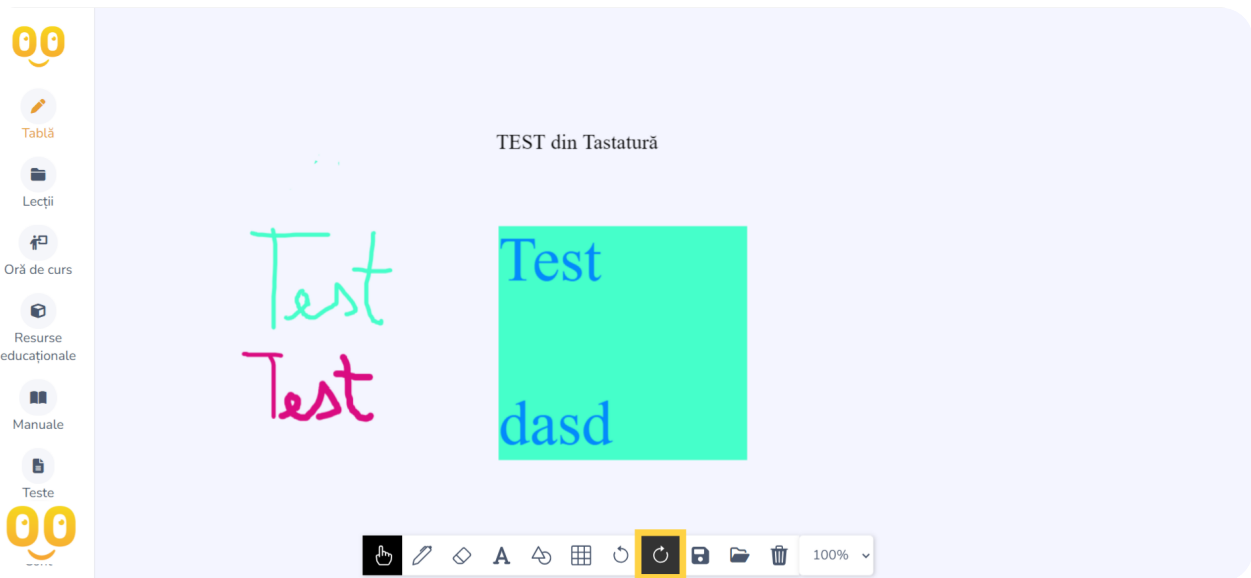 Tablă
Lecții
Oră de curs
Resurse
educaționale
Manuale
Teste
TEST din Tastatură
Test
Test
Test
dasd
100%